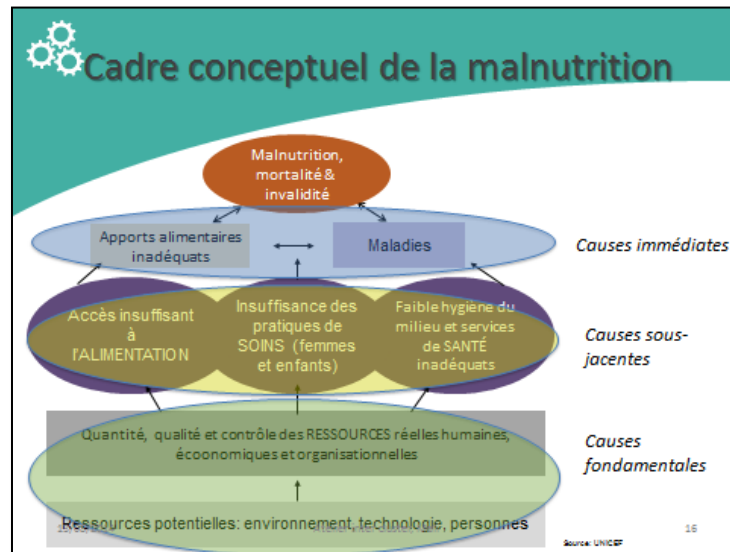 Cadre conceptuel de la malnutrition
Malnutrition,
mortalité &
invalidité
Apports alimentaires
inadéquats
Maladies
Causes immédiates
Accès insuffisant
à
l'ALIMENTATION
Insuffisance des
pratiques de
SOINS (femmes
et enfants)
Faible hygiène du
milieu et services
de SANTÉ
inadéquats
Causes sous-
jacentes
Quantité, qualité et contrôle des RESSOURCES réelles humaines,
écoonomiques et organisationnelles
Causes
fondamentales
Ressources potentielles: environnement, technologie, personnes
16
Source: UNICEF